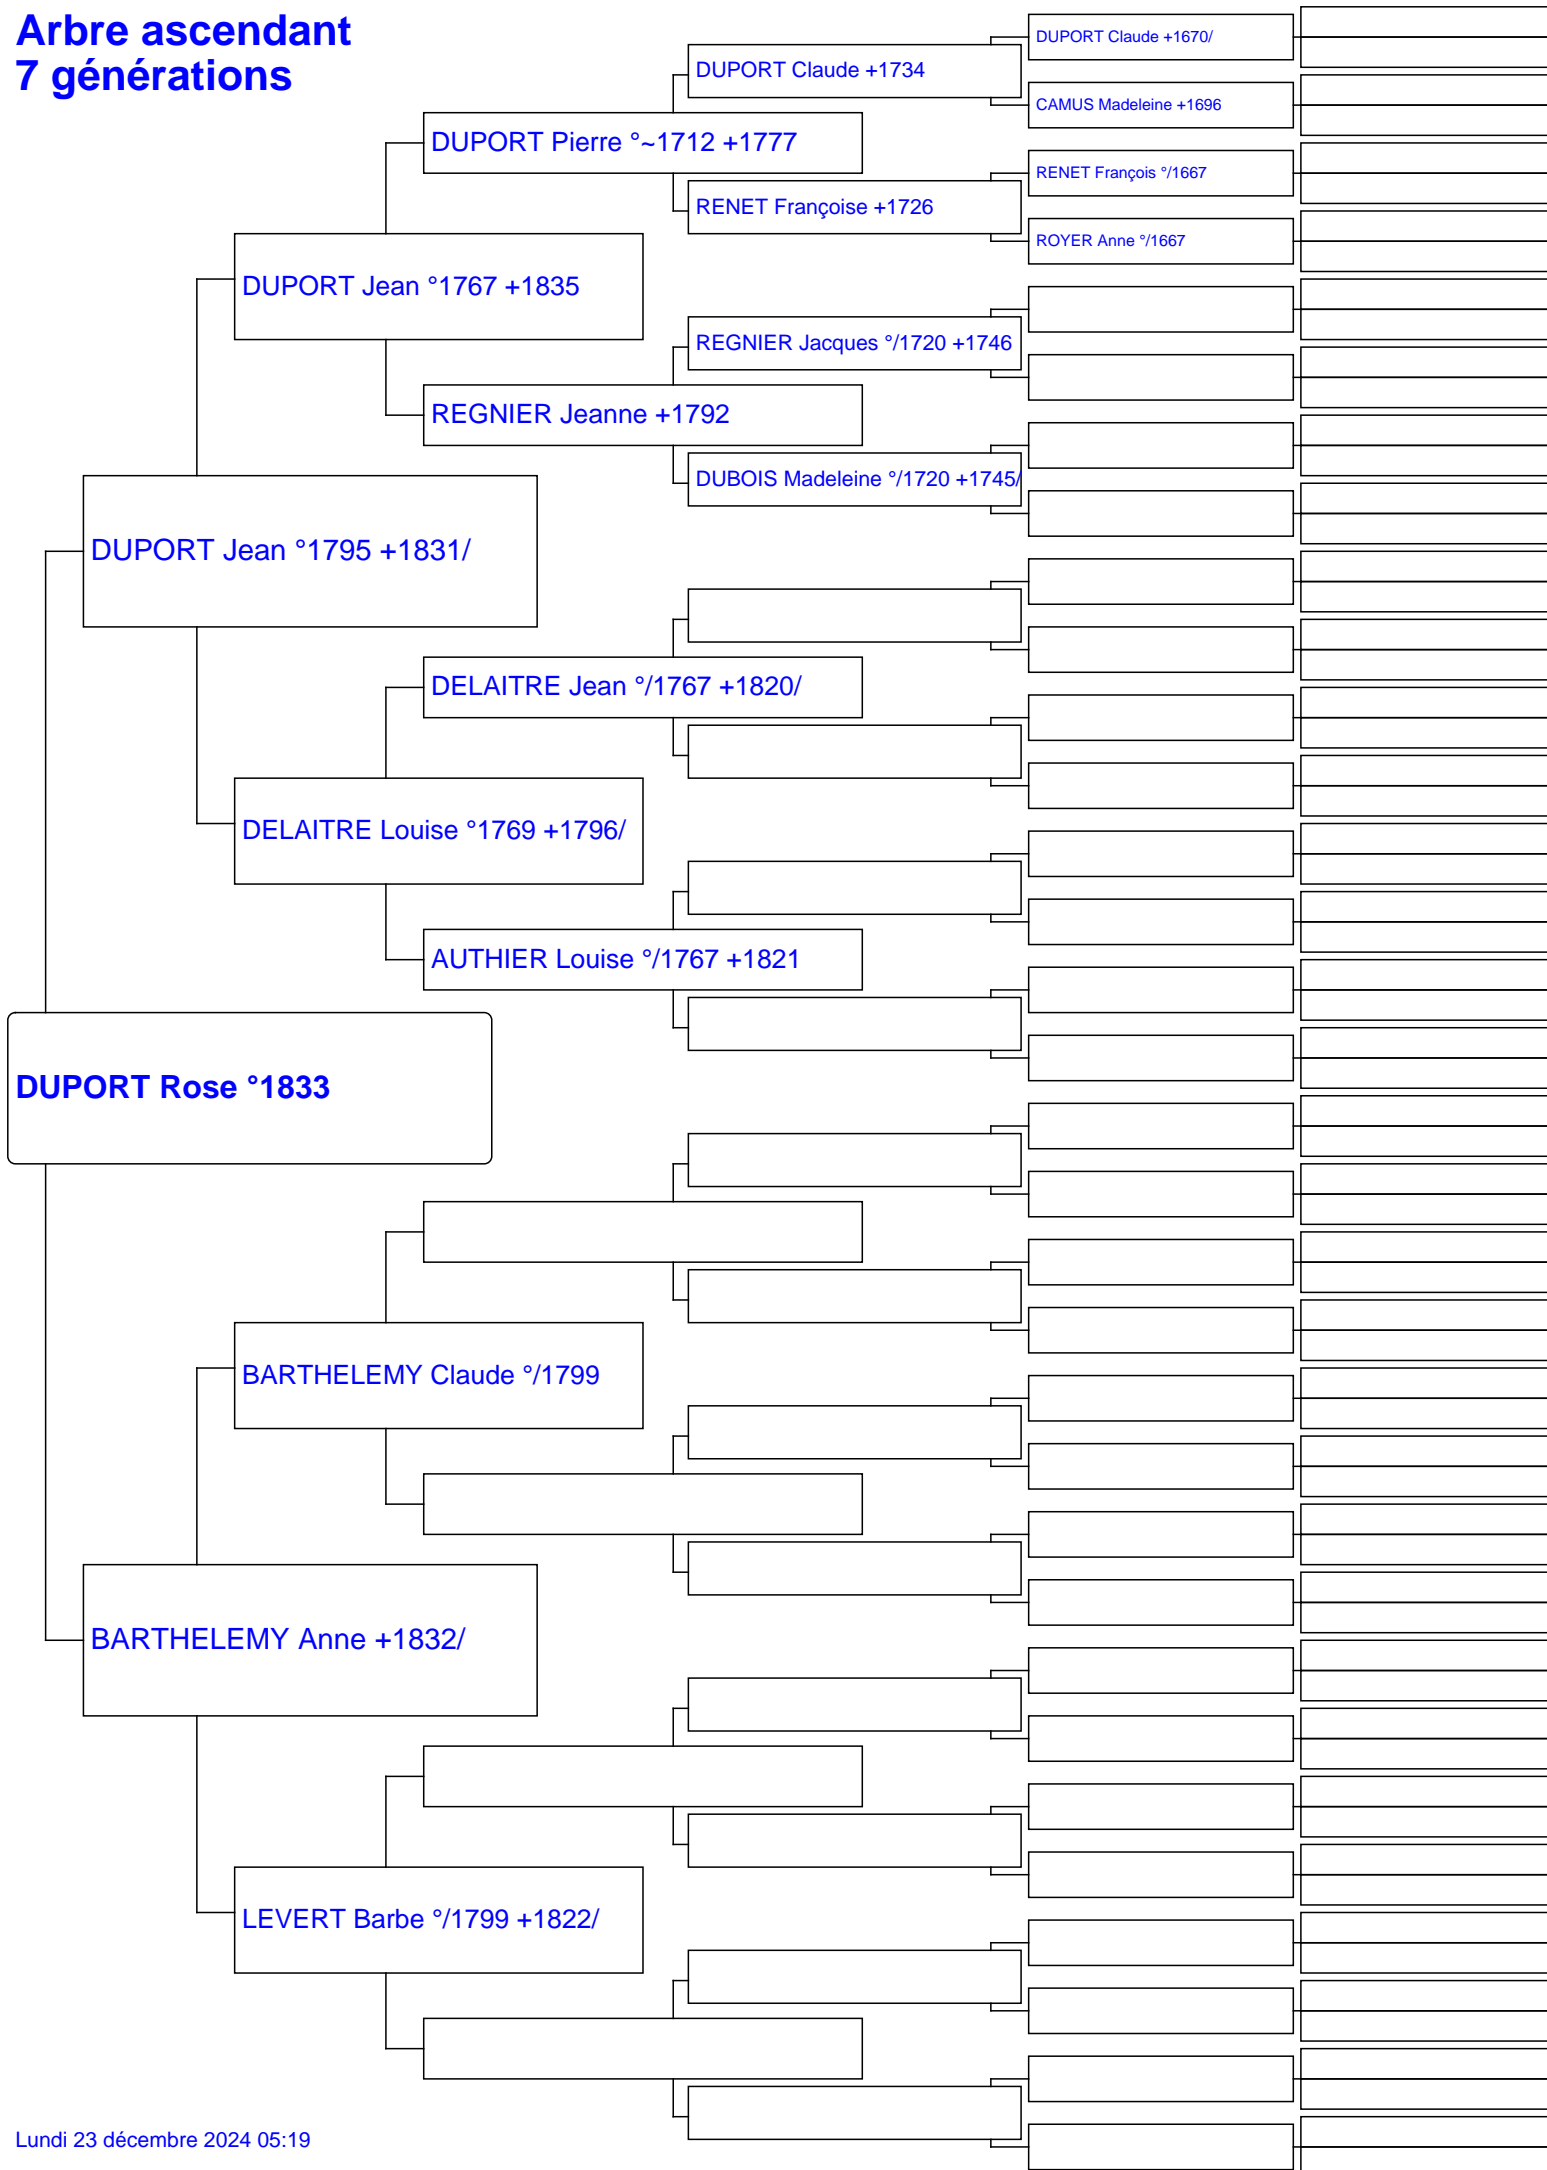 Arbre ascendant
7 générations
DUPORT Claude +1670/
DUPORT Claude +1734
CAMUS Madeleine +1696
DUPORT Pierre °~1712 +1777
RENET François °/1667
RENET Françoise +1726
ROYER Anne °/1667
DUPORT Jean °1767 +1835
REGNIER Jacques °/1720 +1746
REGNIER Jeanne +1792
DUBOIS Madeleine °/1720 +1745/
DUPORT Jean °1795 +1831/
DELAITRE Jean °/1767 +1820/
DELAITRE Louise °1769 +1796/
AUTHIER Louise °/1767 +1821
DUPORT Rose °1833
BARTHELEMY Claude °/1799
BARTHELEMY Anne +1832/
LEVERT Barbe °/1799 +1822/
Lundi 23 décembre 2024 05:19